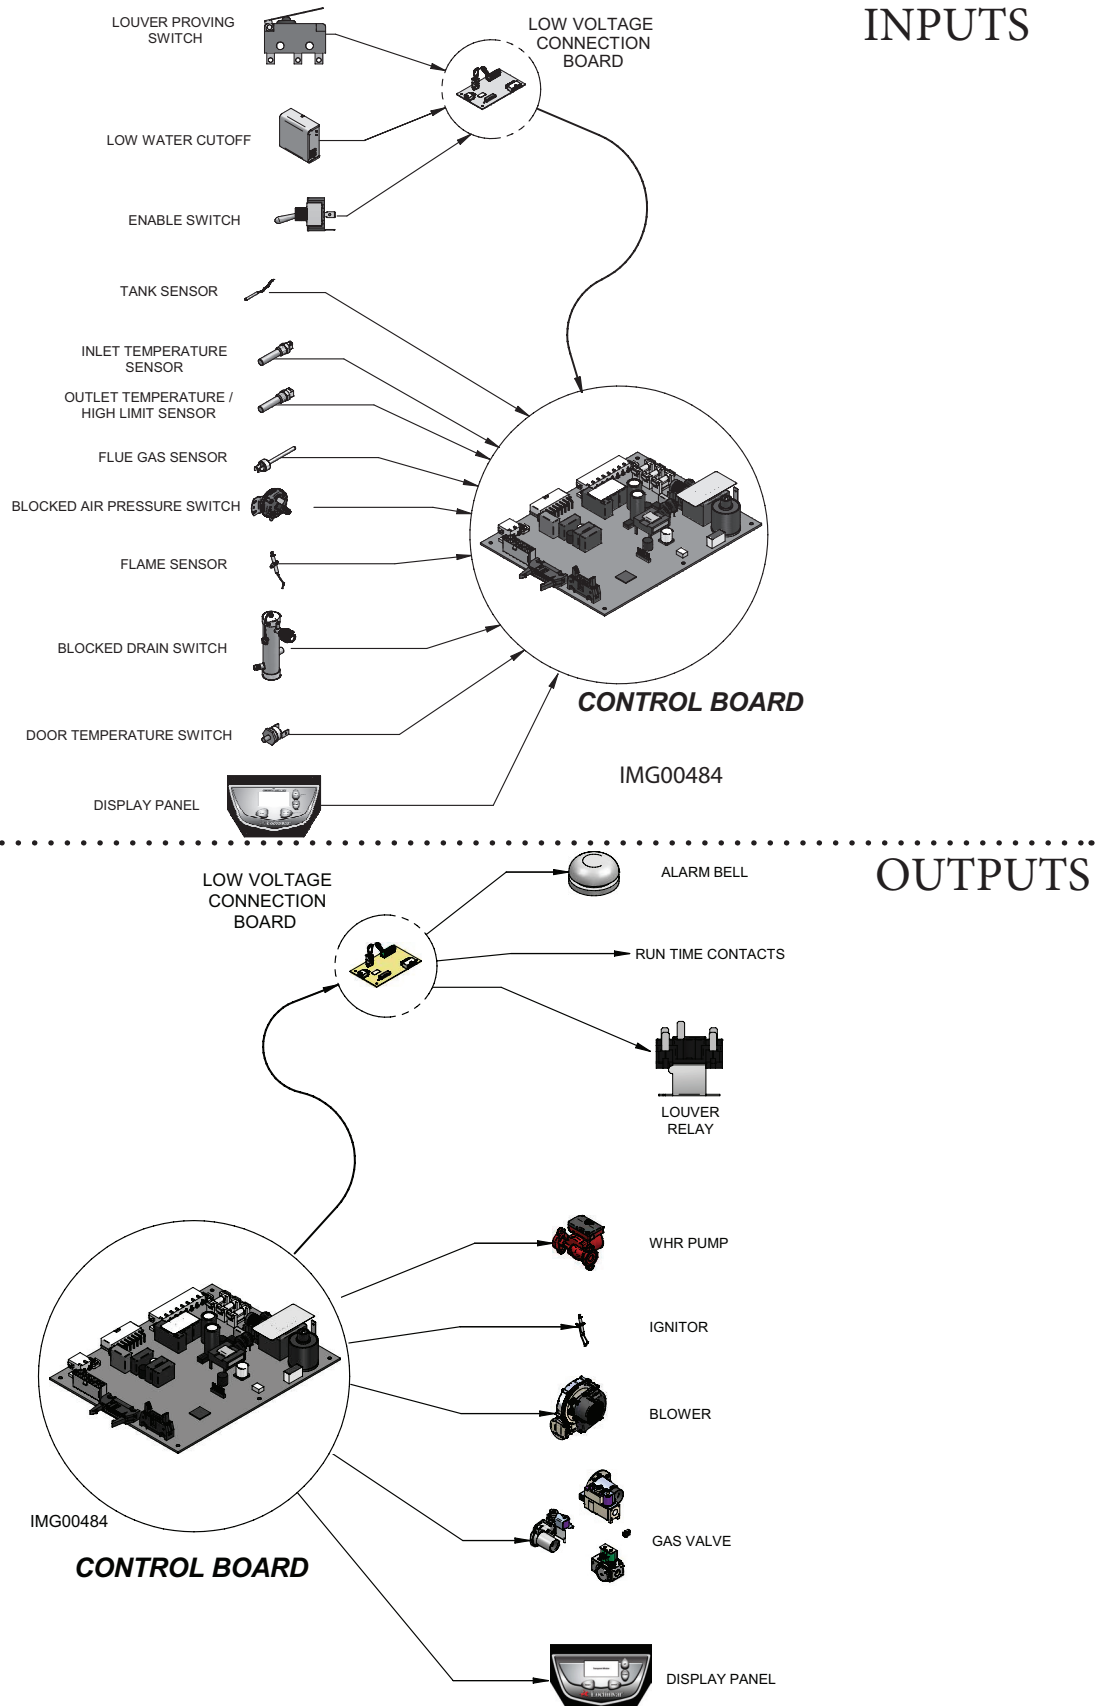 INPUTS
LOUVER PROVING
SWITCH
LOW VOLTAGE
CONNECTION
BOARD
LOW WATER CUTOFF
ENABLE SWITCH
TANK SENSOR
INLET TEMPERATURE
SENSOR
OUTLET TEMPERATURE /
HIGH LIMIT SENSOR
FLUE GAS SENSOR
BLOCKED AIR PRESSURE SWITCH
FLAME SENSOR
BLOCKED DRAIN SWITCH
CONTROL BOARD
DOOR TEMPERATURE SWITCH
IMG00484
DISPLAY PANEL
OUTPUTS
LOW VOLTAGE
CONNECTION
BOARD
ALARM BELL
RUN TIME CONTACTS
LOUVER
RELAY
WHR PUMP
IGNITOR
BLOWER
GAS VALVE
IMG00484
CONTROL BOARD
DISPLAY PANEL
Lochinvar